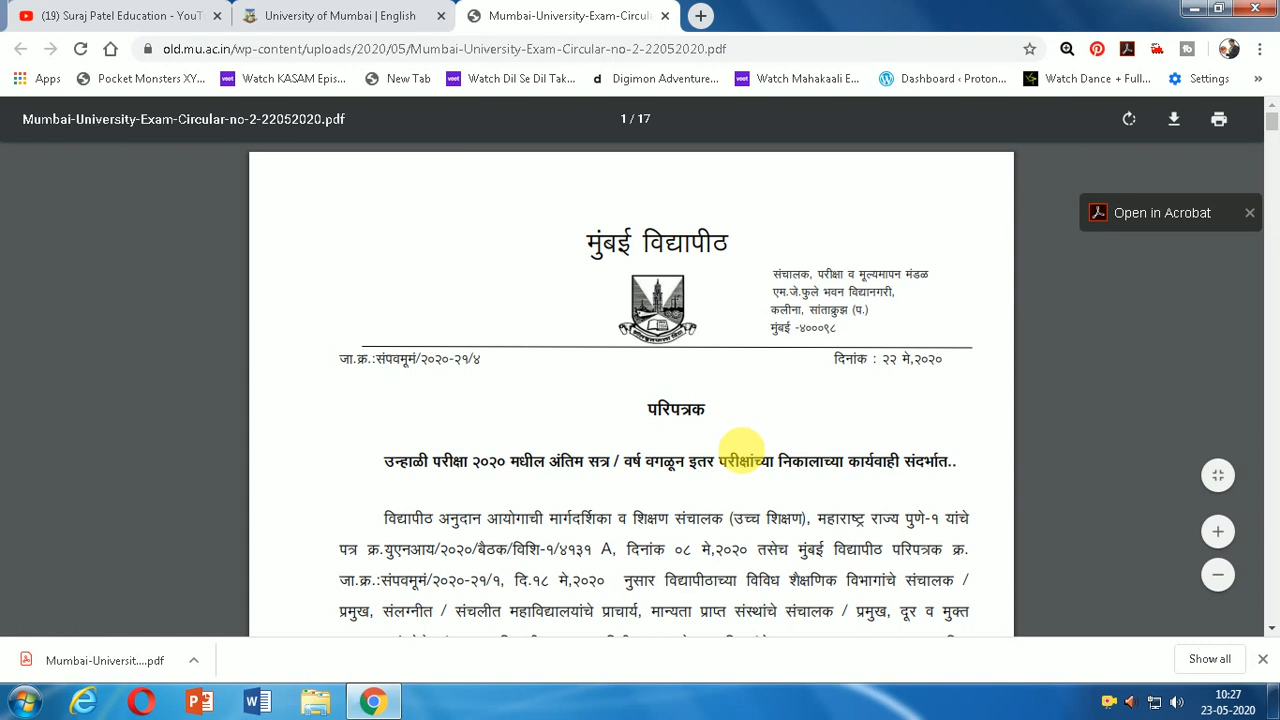 (19) Suraj Patel Education - YouT
University of Mumbai | English
Mumbai-University-Exam-Circul
old.mu.ac.in/wp-content/uploads/2020/05/Mumbai-University-Exam-Circular-no-2-22052020.pdf
Apps Pocket Monsters XY... Watch KASAM Epis... New Tab Watch Dil Se Dil Tak... Digimon Adventure... Watch Mahakaali E... Dashboard ‹ Proton... Watch Dance + Full... Settings »
Mumbai-University-Exam-Circular-no-2-22052020.pdf 1 / 17
Open in Acrobat
मुंबई विद्यापीठ
संचालक, परीक्षा व मूल्यमापन मंडळ
एम.जे.फुले भवन विद्यानगरी,
कलीना, सांताक्रुझ (प.)
मुंबई -४०००९८
जा.क्र.:संपवमूमं/२०२०-२१/४ दिनांक : २२ मे,२०२०
परिपत्रक
उन्हाळी परीक्षा २०२० मधील अंतिम सत्र / वर्ष वगळून इतर परीक्षांच्या निकालाच्या कार्यवाही संदर्भात..
विद्यापीठ अनुदान आयोगाची मार्गदर्शिका व शिक्षण संचालक (उच्च शिक्षण), महाराष्ट्र राज्य पुणे-१ यांचे
पत्र क्र.युएनआय/२०२०/बैठक/विशि-१/४१३१ A, दिनांक ०८ मे,२०२० तसेच मुंबई विद्यापीठ परिपत्रक क्र.
जा.क्र.:संपवमूमं/२०२०-२१/१, दि.१८ मे,२०२० नुसार विद्यापीठाच्या विविध शैक्षणिक विभागांचे संचालक /
प्रमुख, संलग्नीत / संचलीत महाविद्यालयांचे प्राचार्य, मान्यता प्राप्त संस्थांचे संचालक / प्रमुख, दूर व मुक्त
Mumbai-Universit....pdf Show all
10:27
23-05-2020